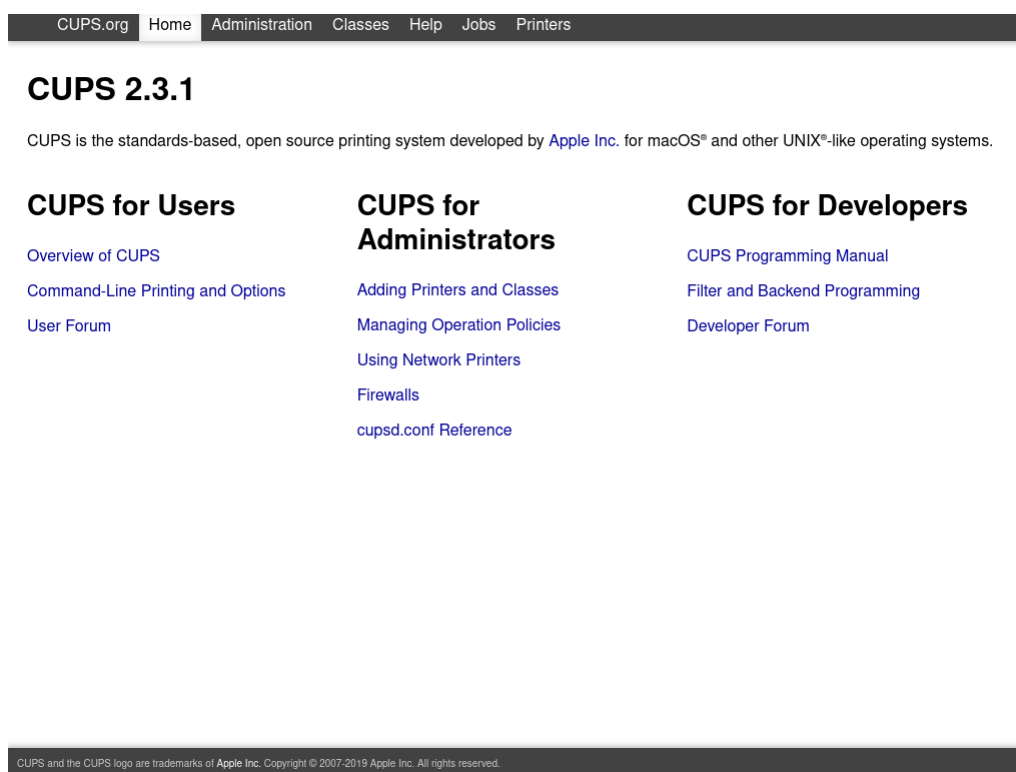 CUPS.org Home Administration Classes Help Jobs Printers
CUPS 2.3.1
CUPS is the standards-based, open source printing system developed by Apple Inc. for macOS® and other UNIX®-like operating systems.
CUPS for Users
Overview of CUPS
Command-Line Printing and Options
User Forum
CUPS for
Administrators
Adding Printers and Classes
Managing Operation Policies
Using Network Printers
Firewalls
cupsd.conf Reference
CUPS for Developers
CUPS Programming Manual
Filter and Backend Programming
Developer Forum
CUPS and the CUPS logo are trademarks of Apple Inc. Copyright © 2007-2019 Apple Inc. All rights reserved.